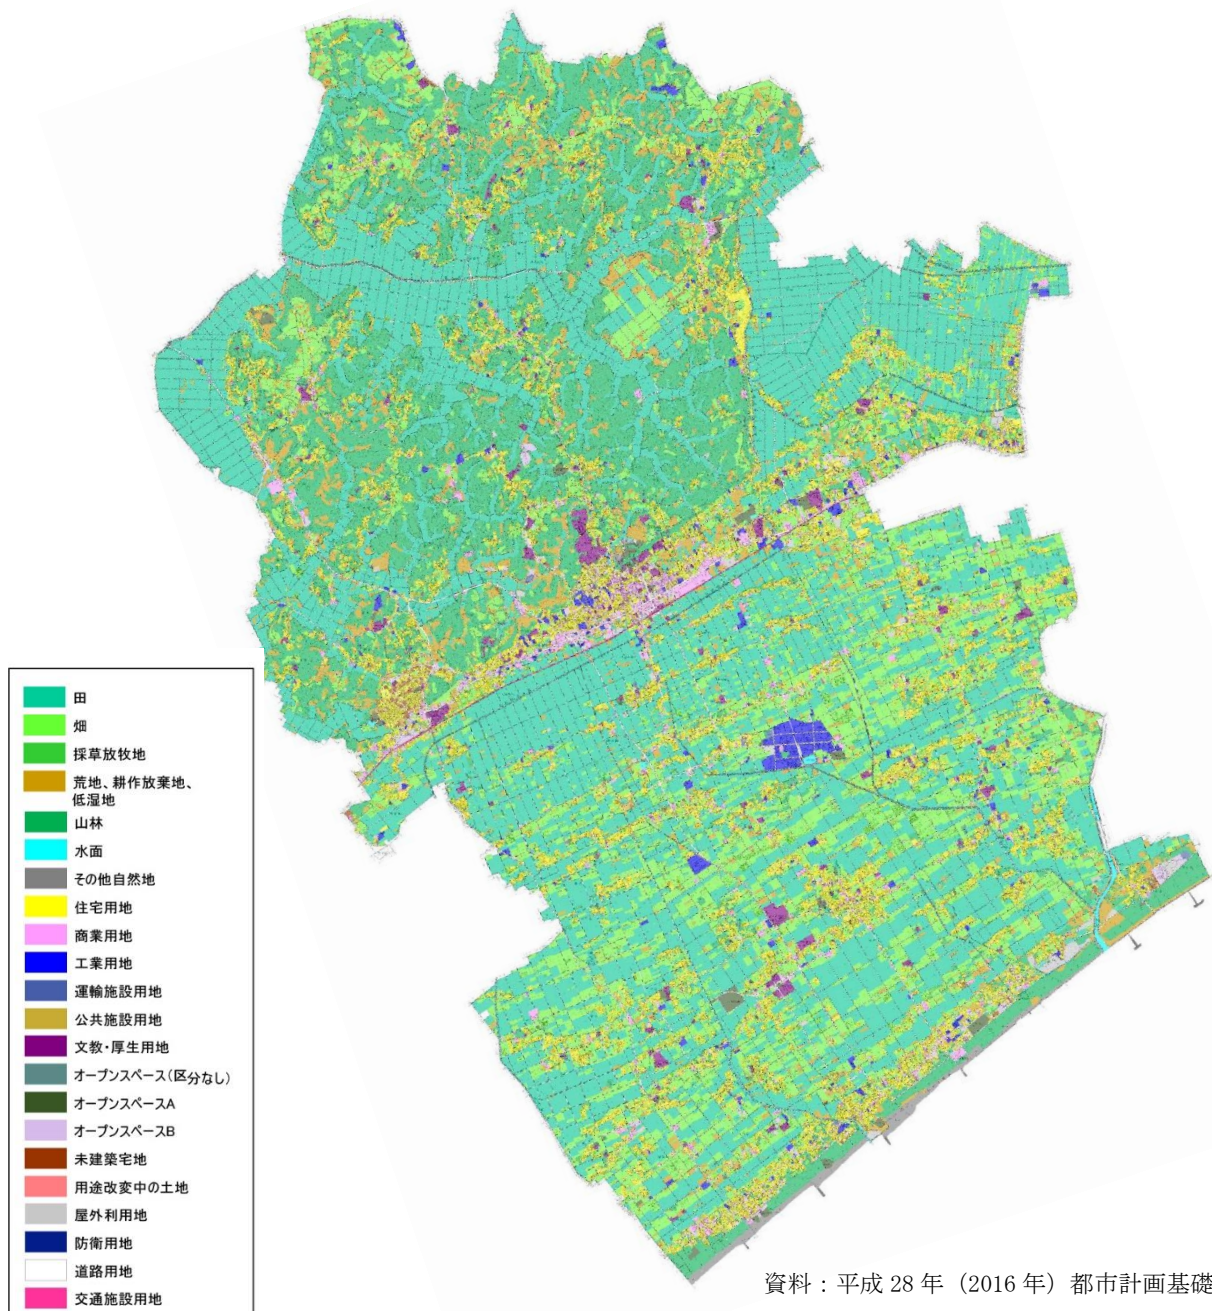 田
畑
採草放牧地
荒地、耕作放棄地、
低湿地
山林
水面
その他自然地
住宅用地
商業用地
工業用地
運輸施設用地
公共施設用地
文教・厚生用地
オープンスペース(区分なし)
オープンスペースA
オープンスペースB
未建築宅地
用途改変中の土地
屋外利用地
防衛用地
道路用地
交通施設用地
資料：平成 28 年（2016 年）都市計画基礎